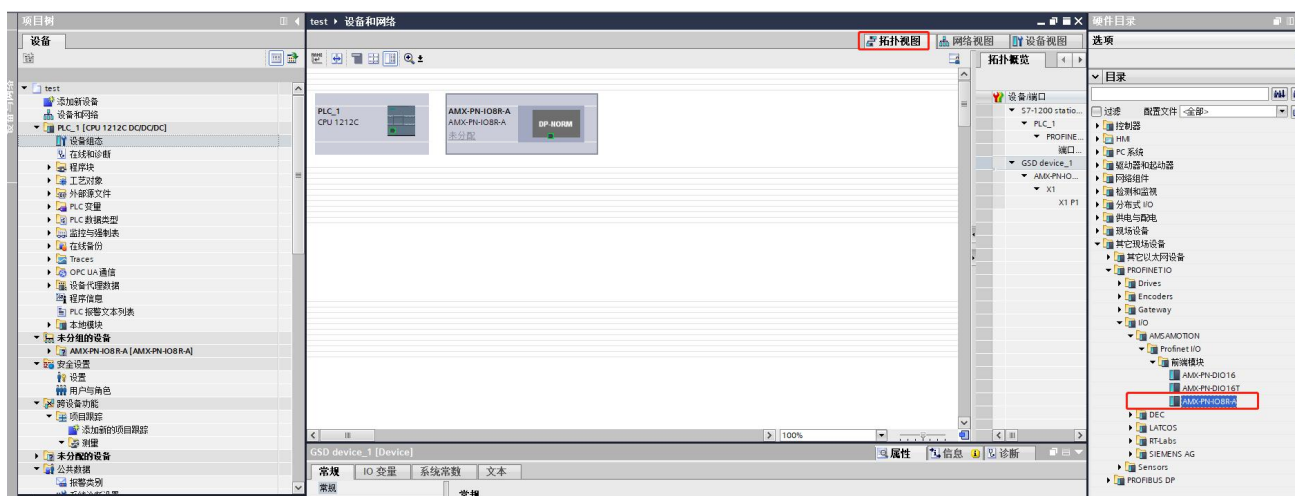 项目树
设备
test
添加新设备
设备和网络
PLC_1 [CPU 1212C DC/DC/DC]
设备组态
在线和诊断
程序块
工艺对象
外部源文件
PLC 变量
PLC 数据类型
监控与强制表
在线备份
Traces
OPC UA 通信
设备代理数据
程序信息
PLC 报警文本列表
本地模块
未分组的设备
AMX-PN-IO8R-A [AMX-PN-IO8R-A]
安全设置
设置
用户与角色
跨设备功能
项目跟踪
添加新的项目跟踪
测量
未分配的设备
公共数据
报警类别
test › 设备和网络
拓扑视图
网络视图
设备视图
PLC_1
CPU 1212C
AMX-PN-IO8R-A
AMX-PN-IO8R-A
未分配
DP-NORM
100%
拓扑概览
设备/端口
S7-1200 statio...
PLC_1
PROFINE...
端口...
GSD device_1
AMX-PN-IO...
X1
X1 P1
GSD device_1 [Device]
属性
信息
诊断
常规
IO 变量
系统常数
文本
常规
常规
硬件目录
选项
目录
过滤
配置文件
<全部>
控制器
HMI
PC 系统
驱动器和起动器
网络组件
检测和监视
分布式 I/O
供电与配电
现场设备
其它现场设备
其它以太网设备
PROFINET IO
Drives
Encoders
Gateway
I/O
AMSAMOTION
Profinet I/O
前端模块
AMX-PN-DIO16
AMX-PN-DIO16T
AMX-PN-IO8R-A
DEC
LATCOS
RT-Labs
SIEMENS AG
Sensors
PROFIBUS DP